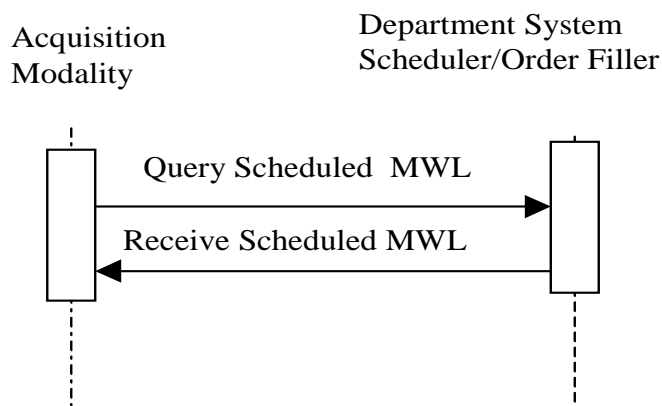 Acquisition
Modality
Department System
Scheduler/Order Filler
Query Scheduled MWL
Receive Scheduled MWL